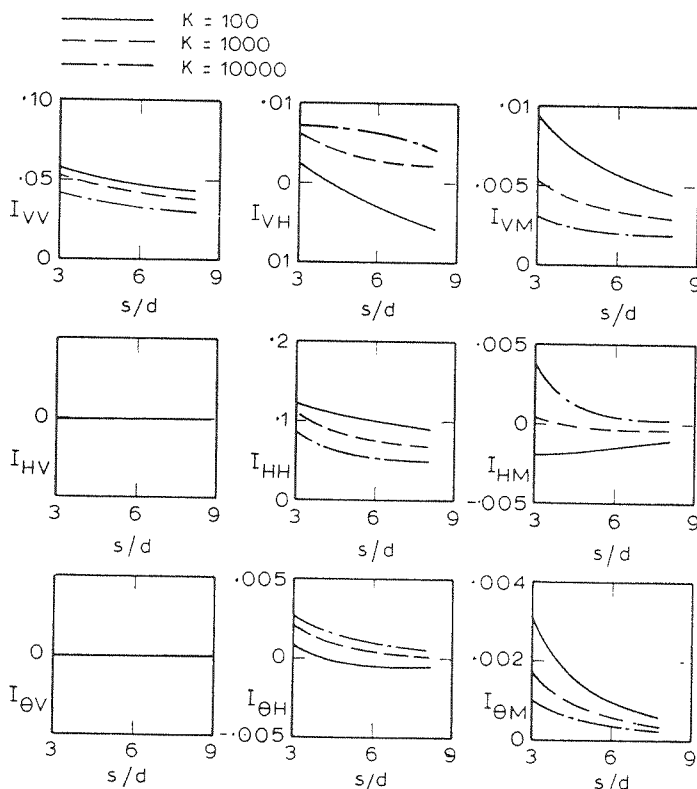 K = 100
K = 1000
K = 10000
·10
·05
0
I_VV
3 6 9
s/d
.01
0
01
I_VH
3 6 9
s/d
·01
·005
0
I_VM
3 6 9
s/d
0
I_HV
3 6 9
s/d
·2
·1
0
I_HH
3 6 9
s/d
·005
0
-·005
I_HM
3 6 9
s/d
0
I_θV
3 6 9
s/d
·005
0
-·005
I_θH
3 6 9
s/d
·004
·002
0
I_θM
3 6 9
s/d